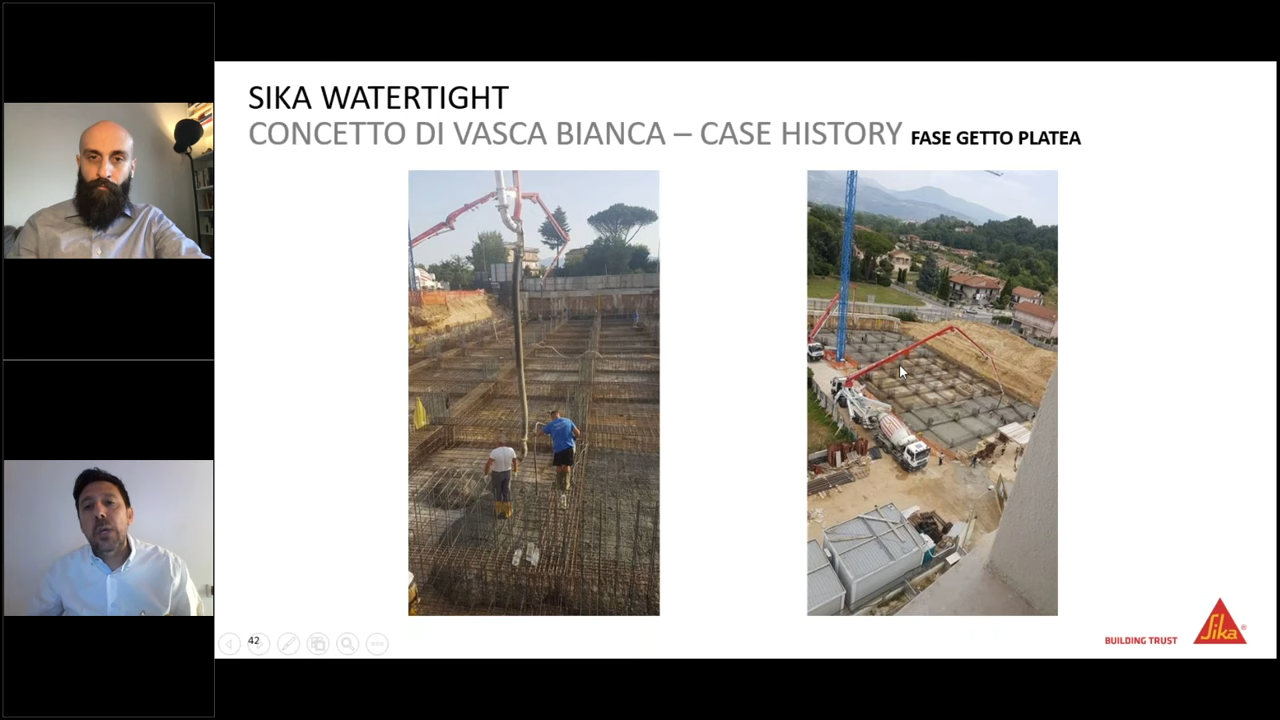 SIKA WATERTIGHT
CONCETTO DI VASCA BIANCA – CASE HISTORY FASE GETTO PLATEA
42
BUILDING TRUST
Sika®